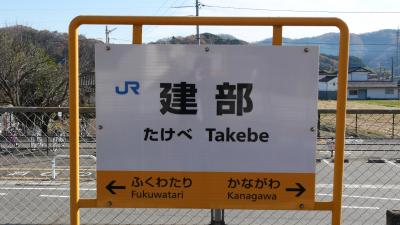 JR
建部
たけべ Takebe
← ふくわたり かながわ →
Fukuwatari Kanagawa